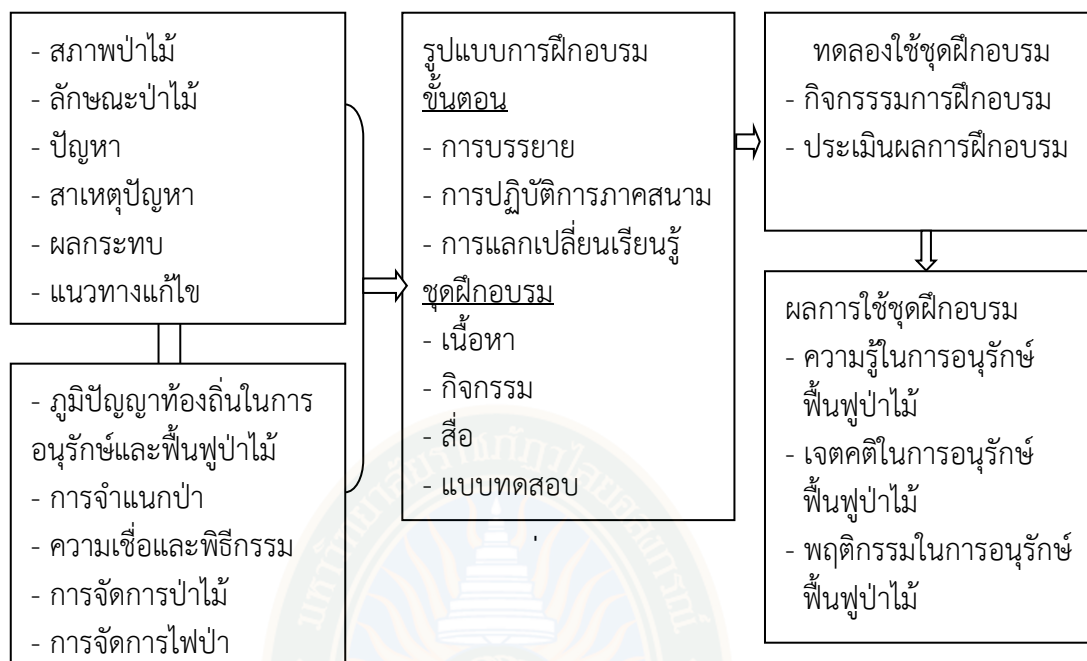 - สภาพป่าไม้
- ลักษณะป่าไม้
- ปัญหา
- สาเหตุปัญหา
- ผลกระทบ
- แนวทางแก้ไข
- ภูมิปัญญาท้องถิ่นในการ
อนุรักษ์และฟื้นฟูป่าไม้
- การจำแนกป่า
- ความเชื่อและพิธีกรรม
- การจัดการป่าไม้
- การจัดการไฟป่า
รูปแบบการฝึกอบรม
ขั้นตอน
- การบรรยาย
- การปฏิบัติการภาคสนาม
- การแลกเปลี่ยนเรียนรู้
ชุดฝึกอบรม
- เนื้อหา
- กิจกรรม
- สื่อ
- แบบทดสอบ
ทดลองใช้ชุดฝึกอบรม
- กิจกรรรมการฝึกอบรม
- ประเมินผลการฝึกอบรม
ผลการใช้ชุดฝึกอบรม
- ความรู้ในการอนุรักษ์
ฟื้นฟูป่าไม้
- เจตคติในการอนุรักษ์
ฟื้นฟูป่าไม้
- พฤติกรรมในการอนุรักษ์
ฟื้นฟูป่าไม้